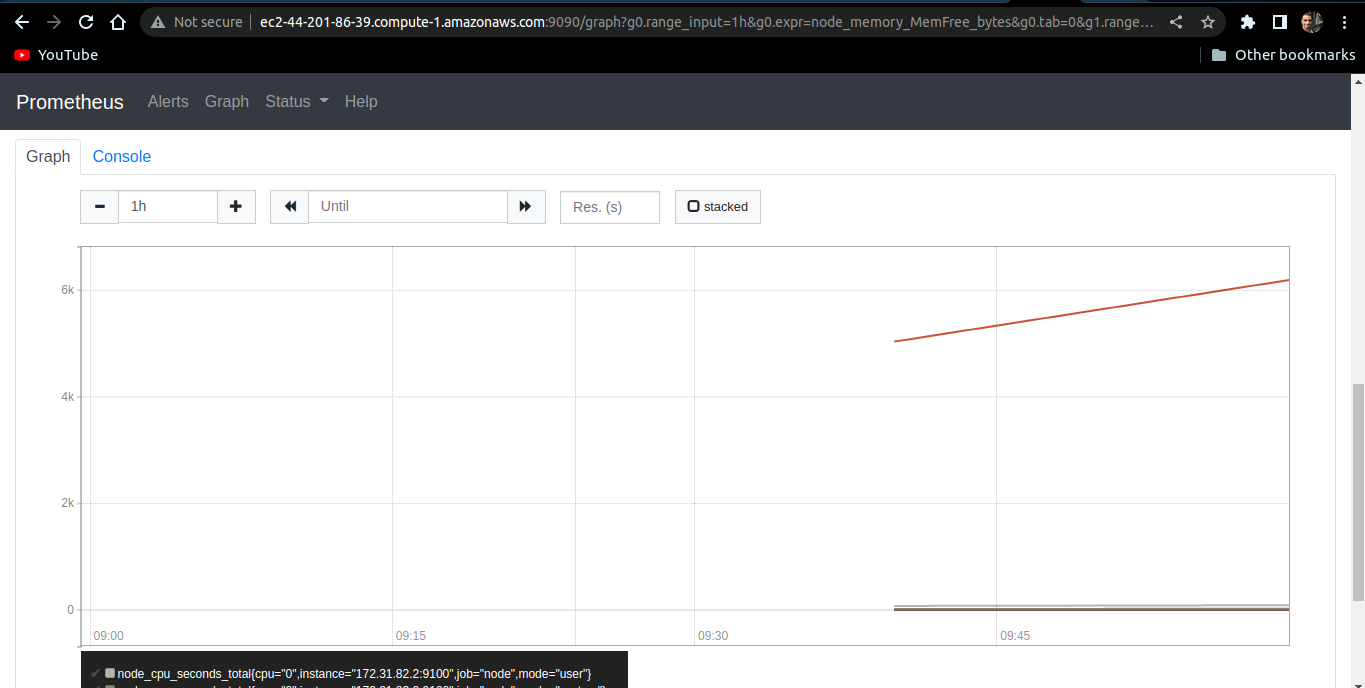 Not secure
ec2-44-201-86-39.compute-1.amazonaws.com:9090/graph?g0.range_input=1h&g0.expr=node_memory_MemFree_bytes&g0.tab=0&g1.range...
YouTube
Other bookmarks
Prometheus Alerts Graph Status Help
Graph Console
1h Until Res. (s) stacked
6k
4k
2k
0
09:00 09:15 09:30 09:45
node_cpu_seconds_total{cpu="0",instance="172.31.82.2:9100",job="node",mode="user"}